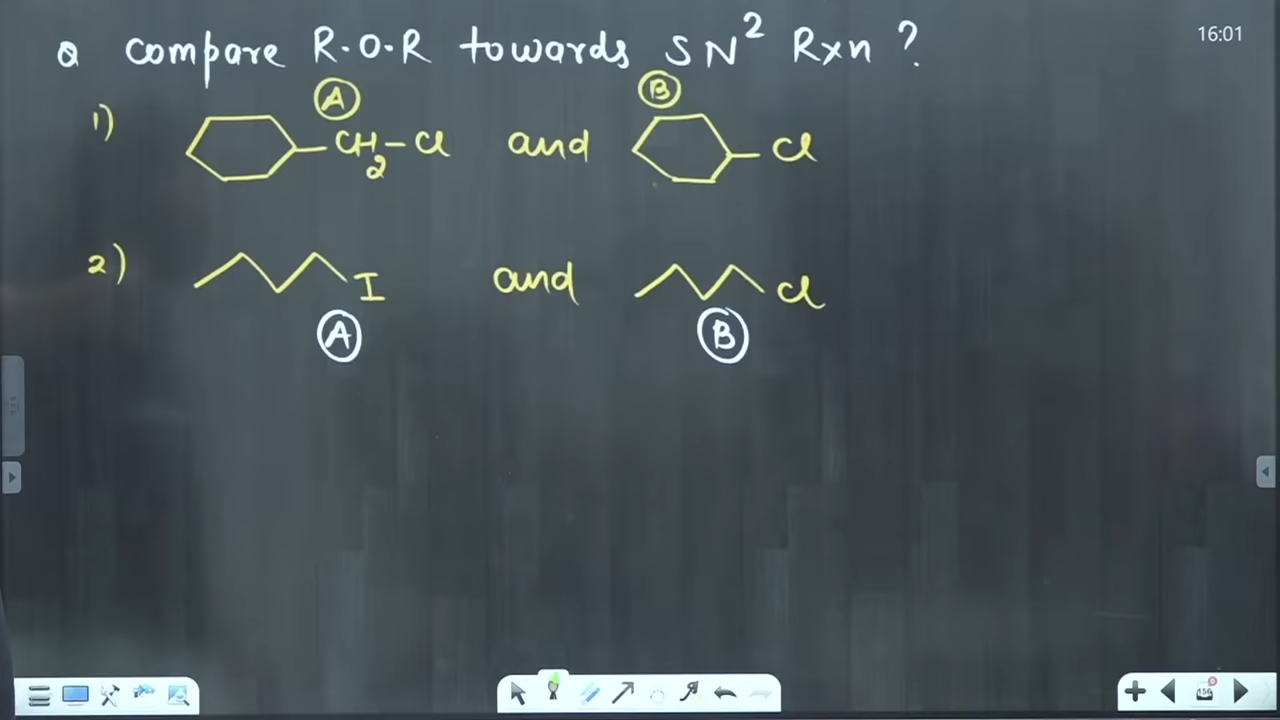 Q compare R.O.R towards SN² Rxn ?
16:01
A B
1) CH2-Cl and Cl
2) I and Cl
A B